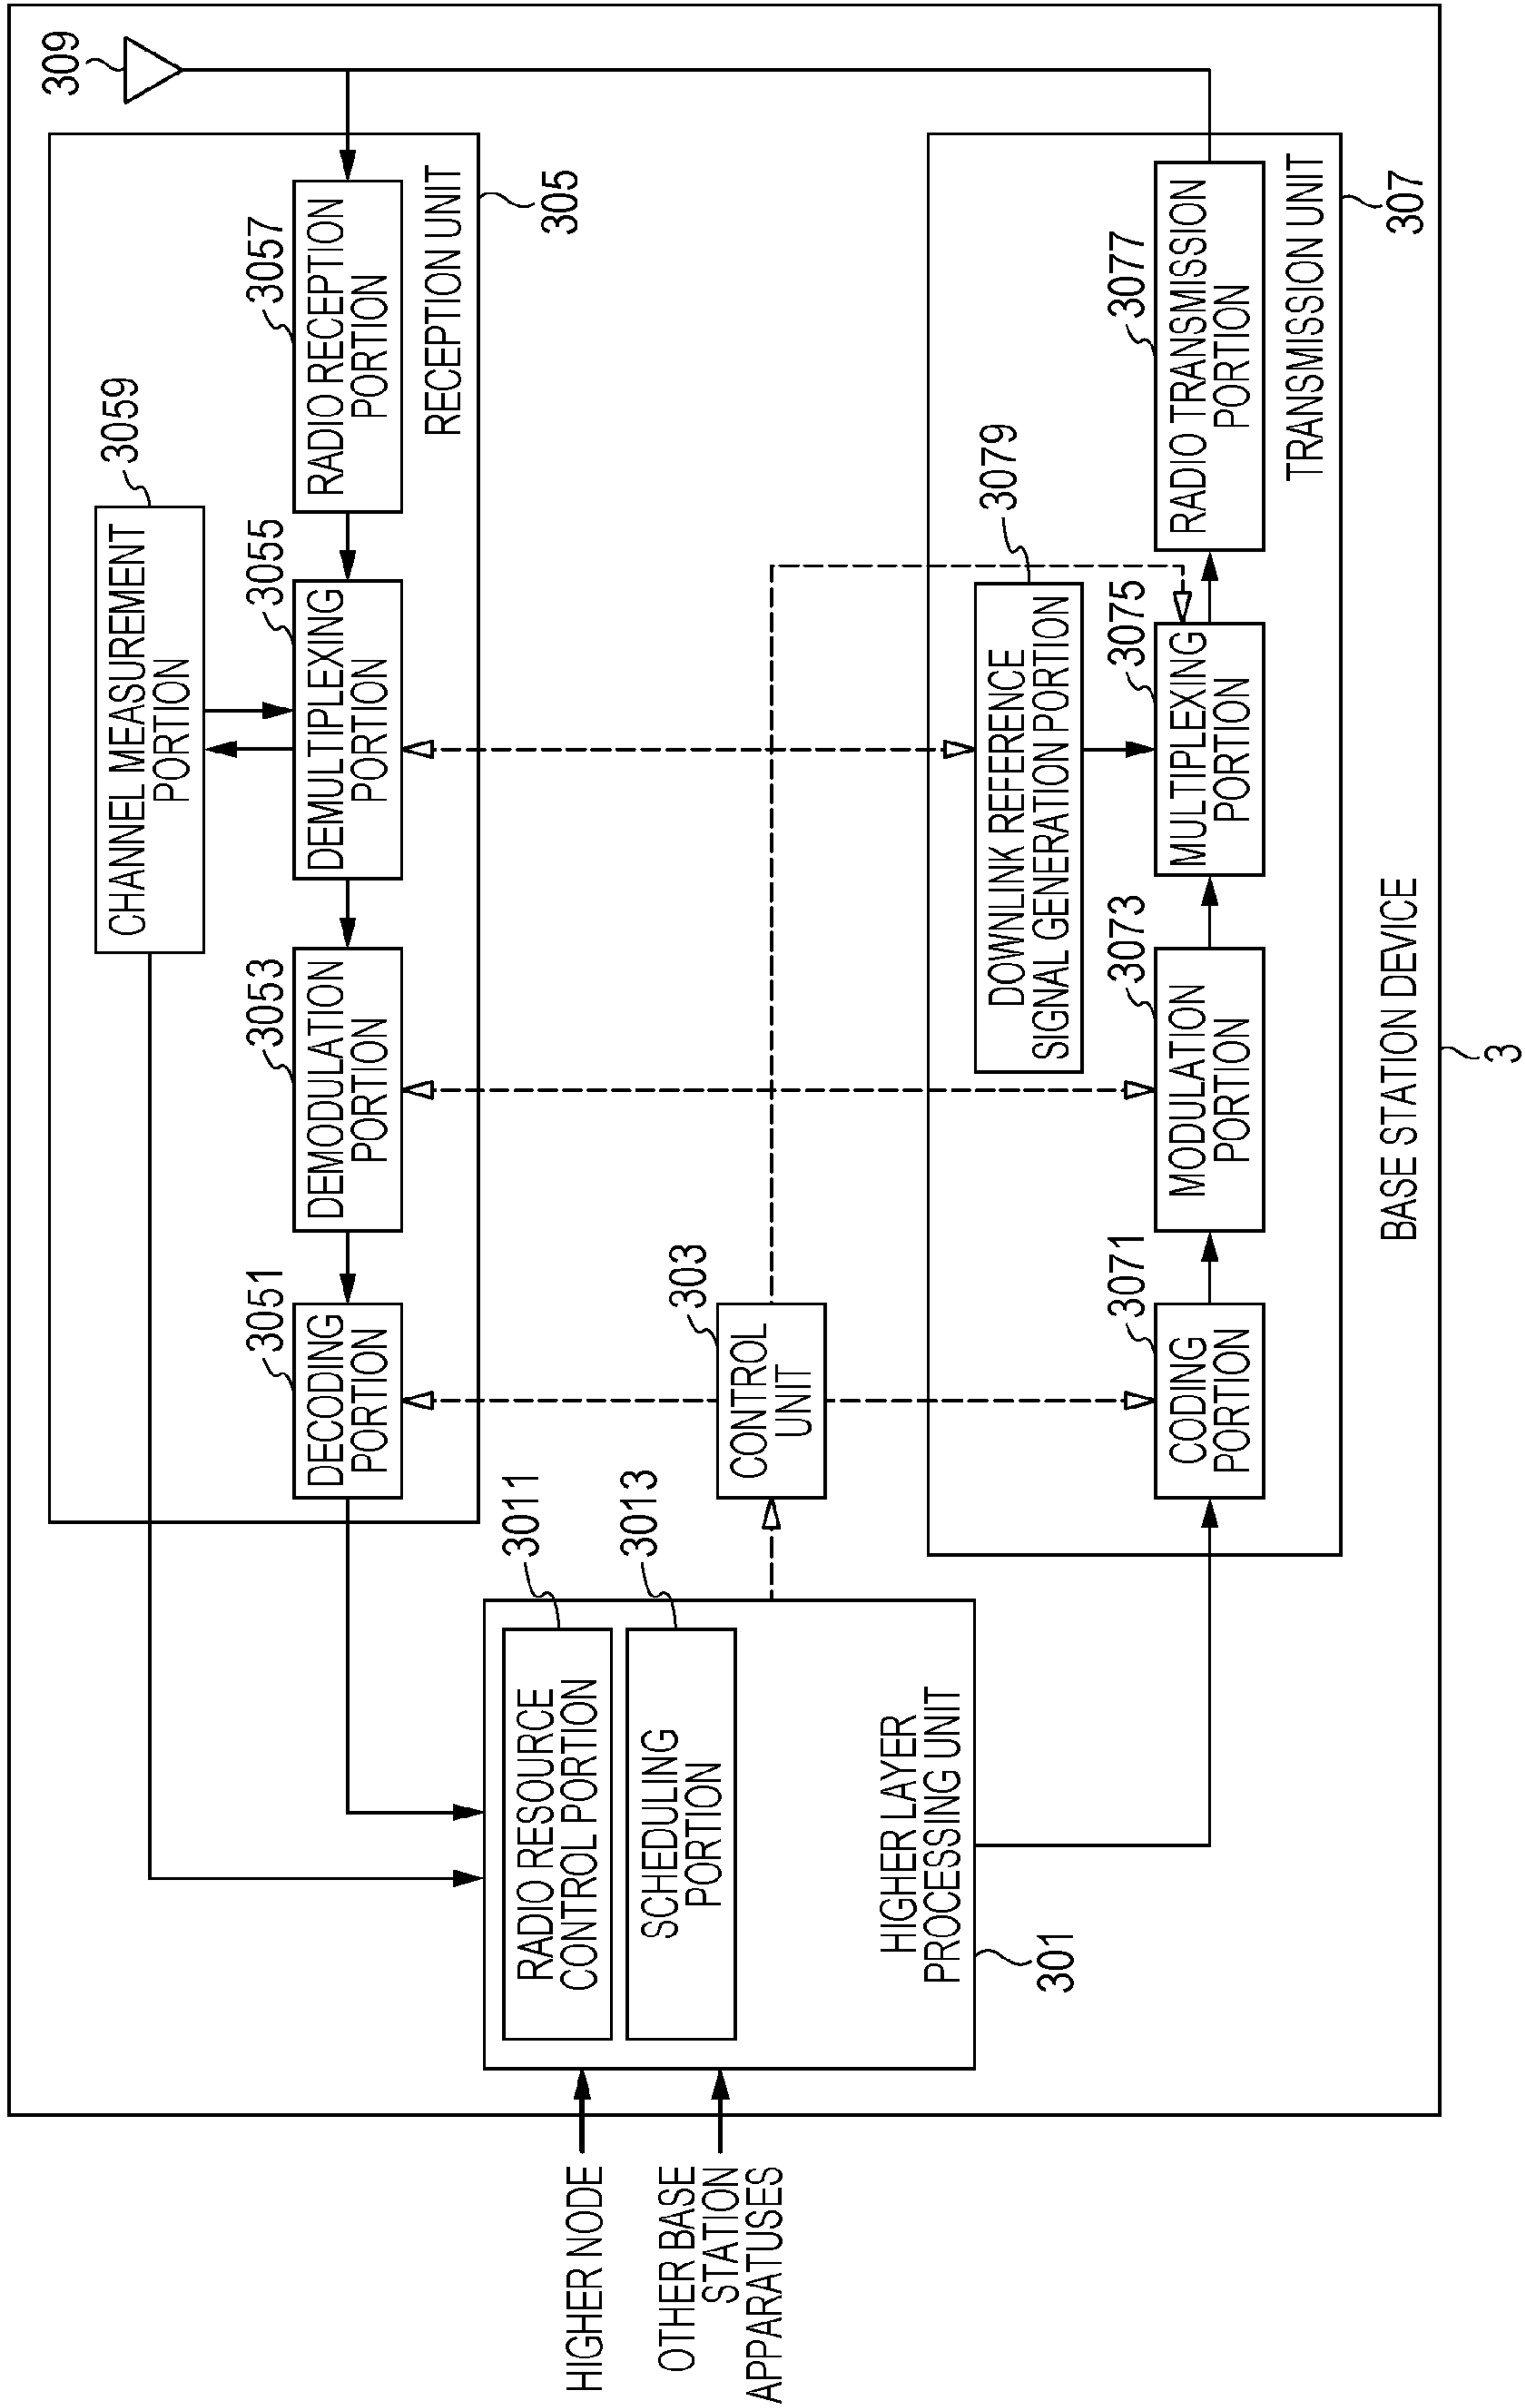 309
3059
CHANNEL MEASUREMENT
PORTION
3051
3053
3055
3057
DECODING
PORTION
DEMODULATION
PORTION
DEMULTIPLEXING
PORTION
RADIO RECEPTION
PORTION
RECEPTION UNIT
305
HIGHER NODE
OTHER BASE
STATION
APPARATUSES
3011
RADIO RESOURCE
CONTROL PORTION
3013
SCHEDULING
PORTION
HIGHER LAYER
PROCESSING UNIT
301
303
CONTROL
UNIT
3079
DOWNLINK REFERENCE
SIGNAL GENERATION PORTION
3071
3073
3075
3077
CODING
PORTION
MODULATION
PORTION
MULTIPLEXING
PORTION
RADIO TRANSMISSION
PORTION
TRANSMISSION UNIT
307
BASE STATION DEVICE
3